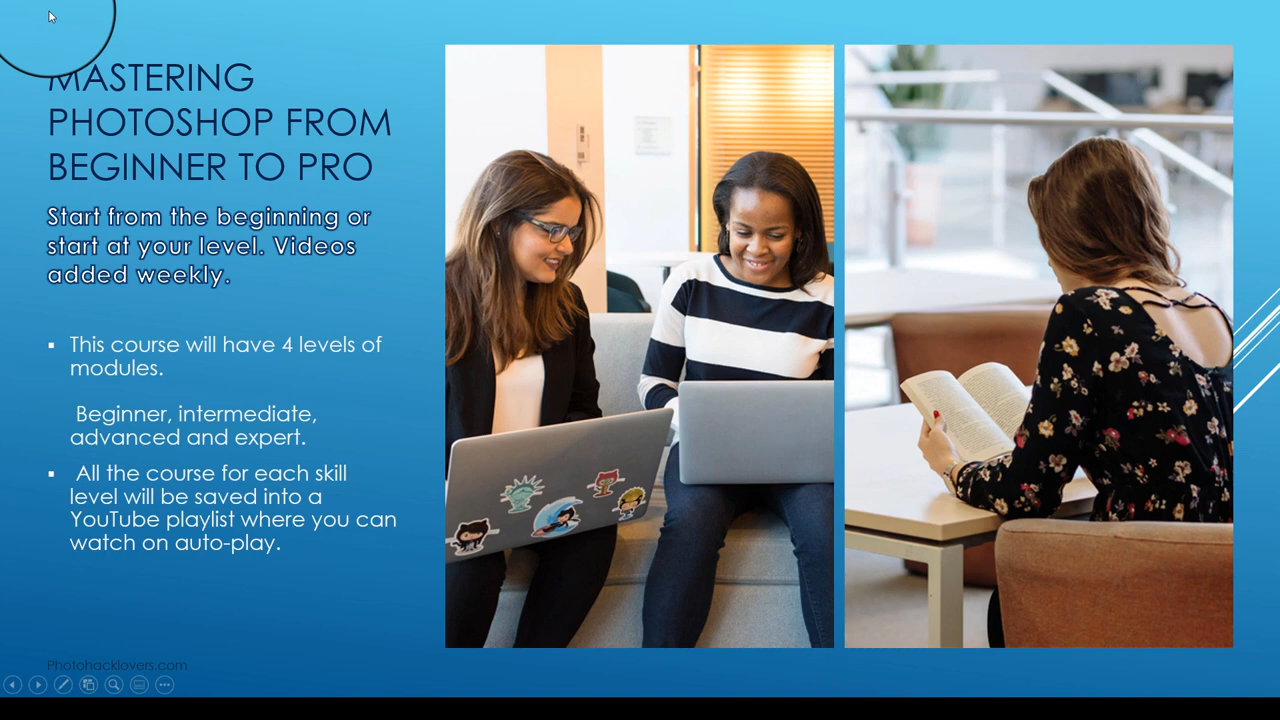 MASTERING
PHOTOSHOP FROM
BEGINNER TO PRO
Start from the beginning or
start at your level. Videos
added weekly.
This course will have 4 levels of
modules.
Beginner, intermediate,
advanced and expert.
All the course for each skill
level will be saved into a
YouTube playlist where you can
watch on auto-play.
Photohacklovers.com